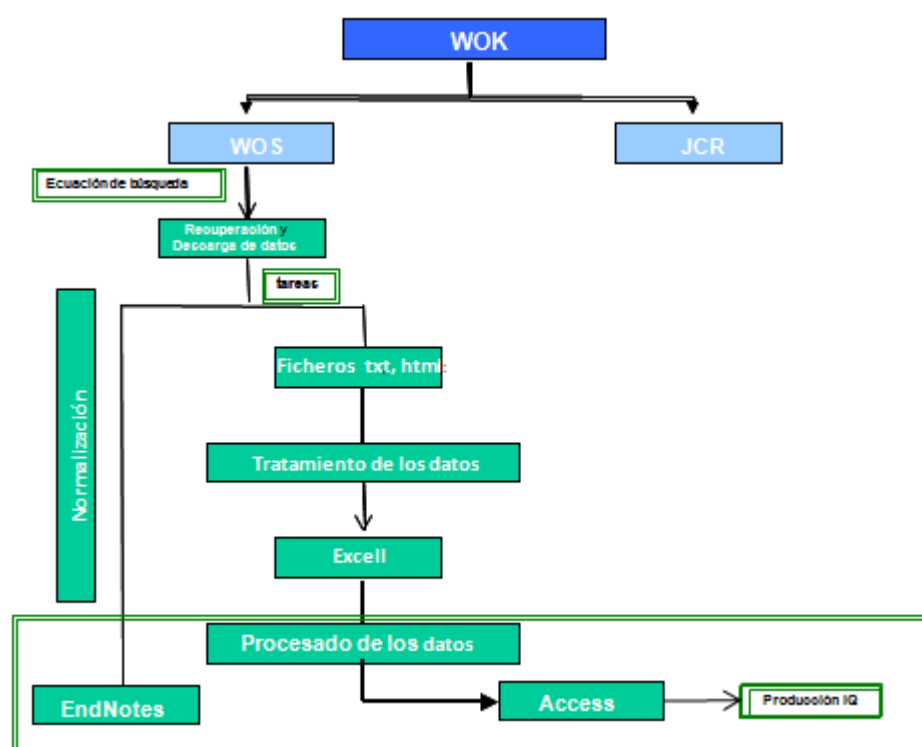 WOK
WOS
JCR
Ecuación de búsqueda
Recuperación y
Descarga de datos
tareas
Ficheros txt, html:
Normalización
Tratamiento de los datos
Excell
Procesado de los datos
EndNotes
Access
Producción IQ